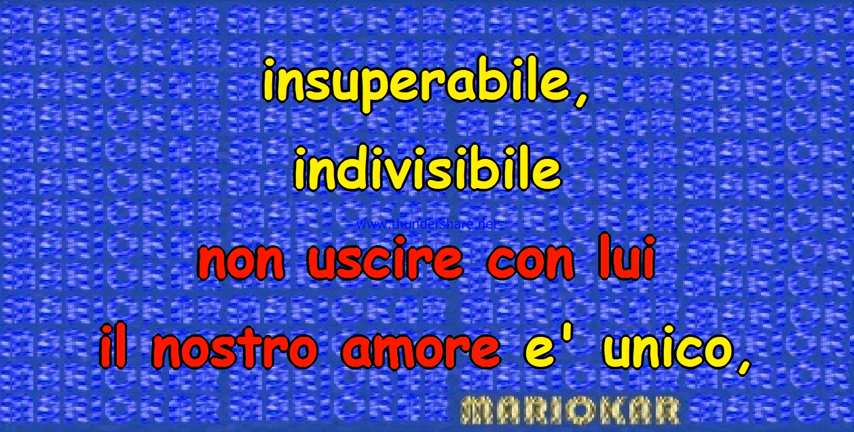 insuperabile,
indivisibile
www.thundershare.net
non uscire con lui
il nostro amore e' unico,
MARIOKAR